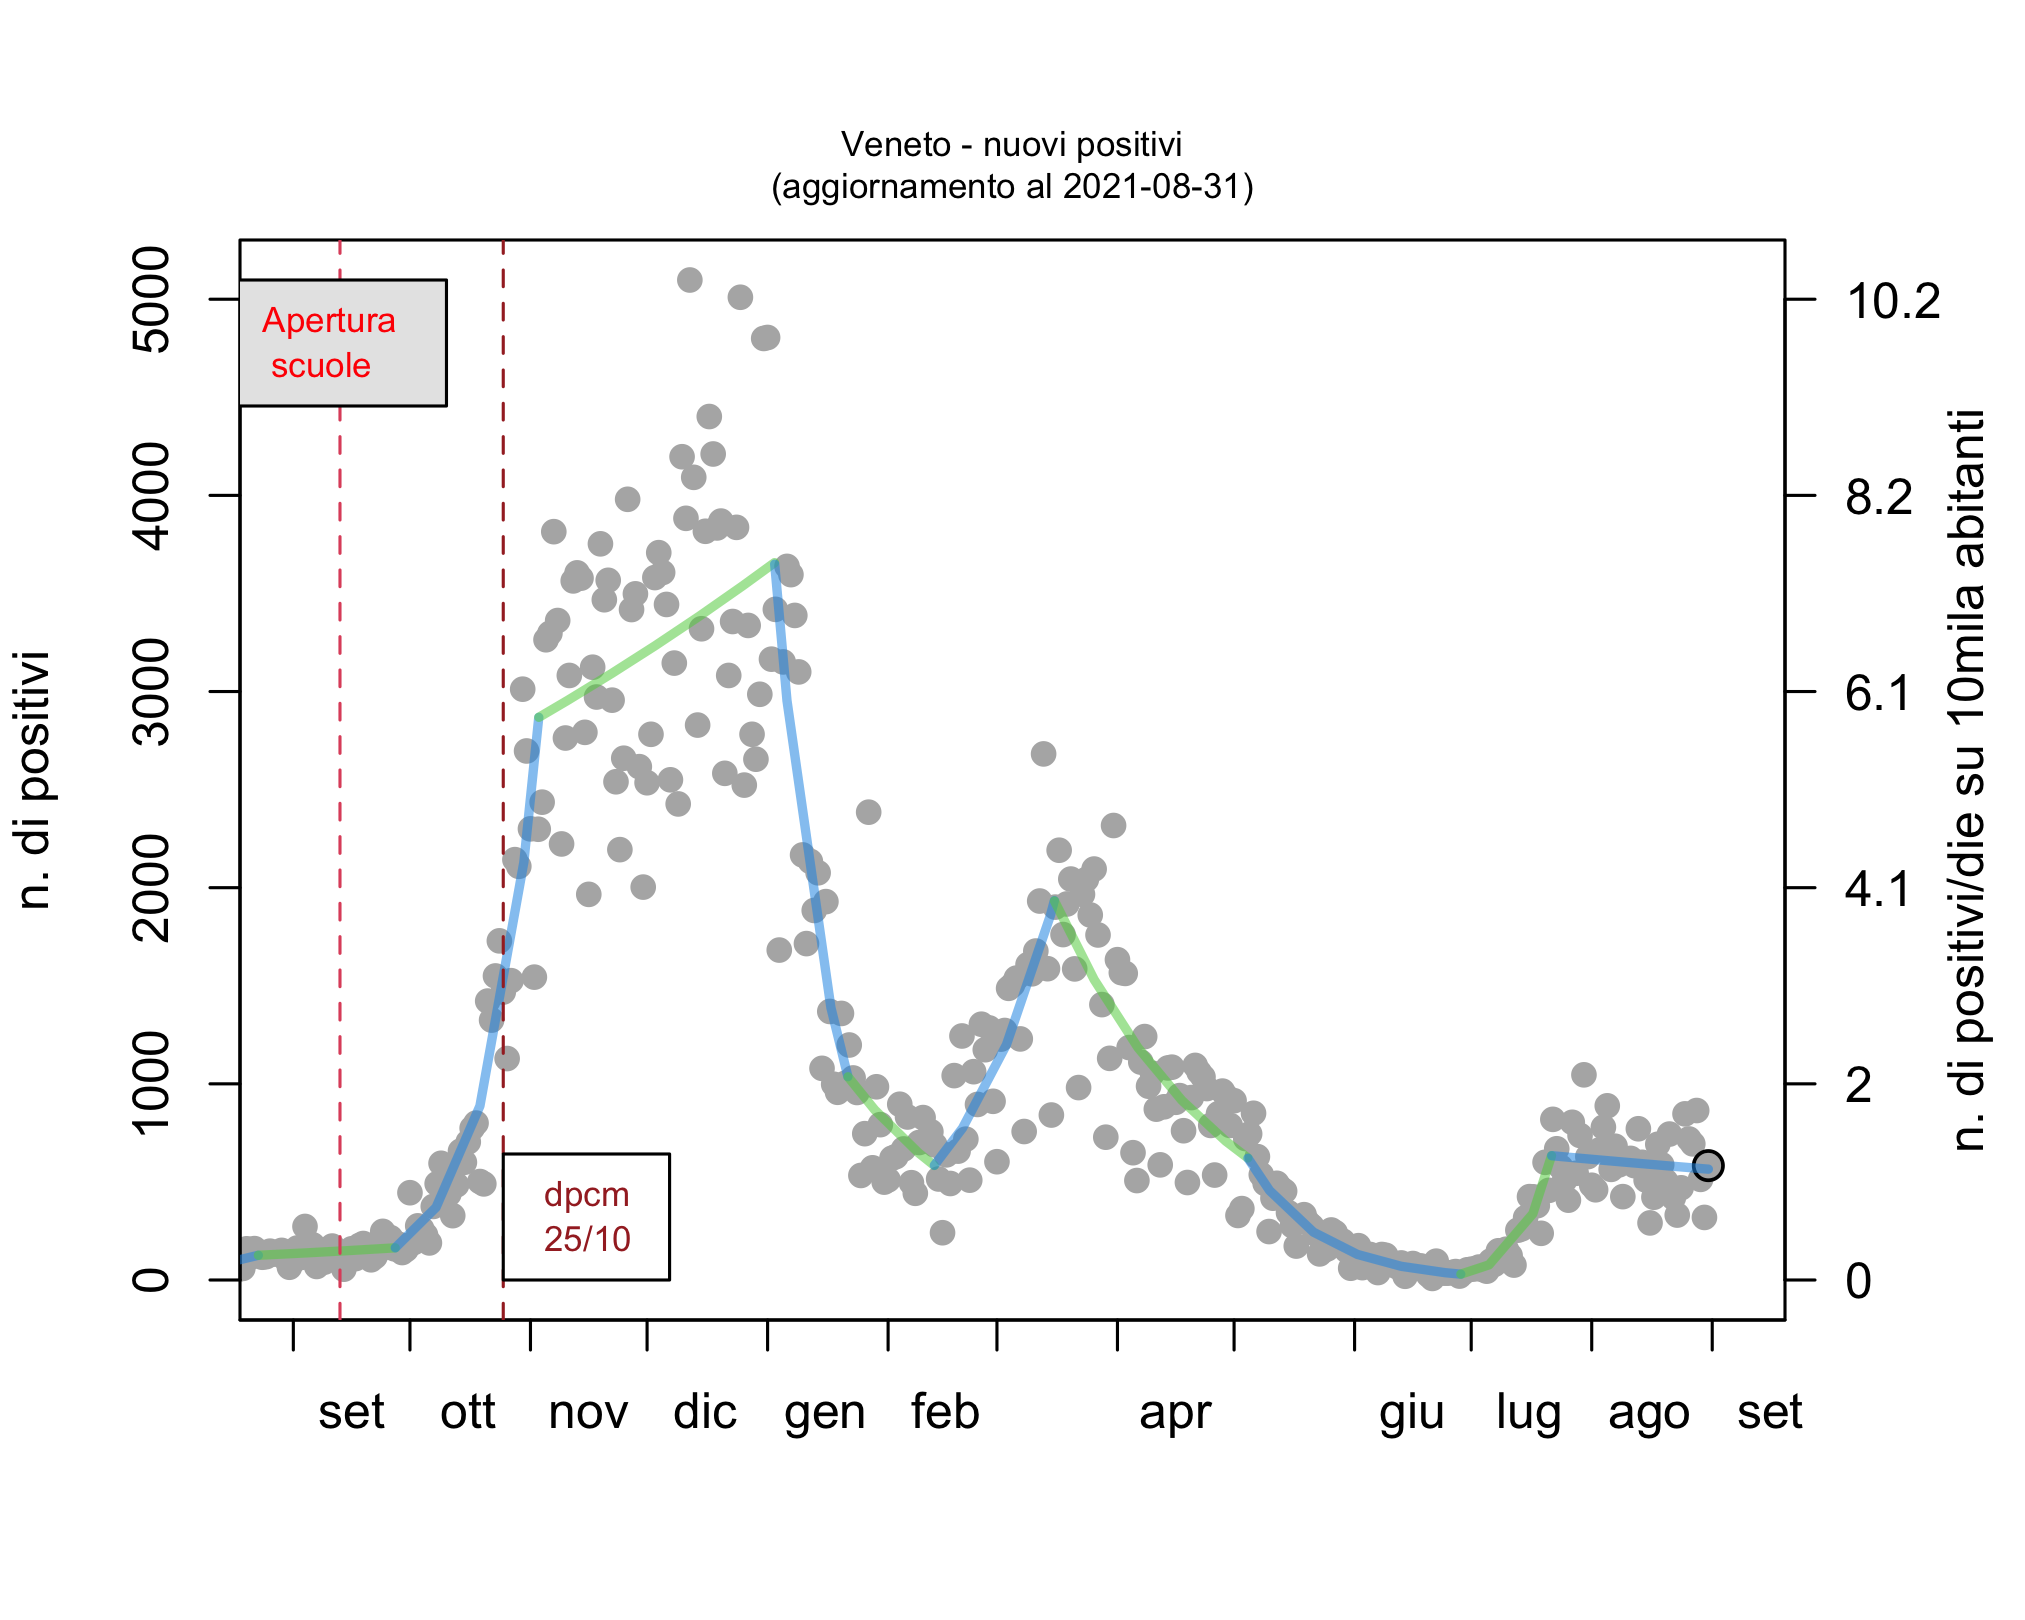 Veneto - nuovi positivi
(aggiornamento al 2021-08-31)
n. di positivi
5000
4000
3000
2000
1000
0
Apertura
scuole
dpcm
25/10
10.2
8.2
6.1
4.1
2
0
n. di positivi/die su 10mila abitanti
set ott nov dic gen feb apr giu lug ago set